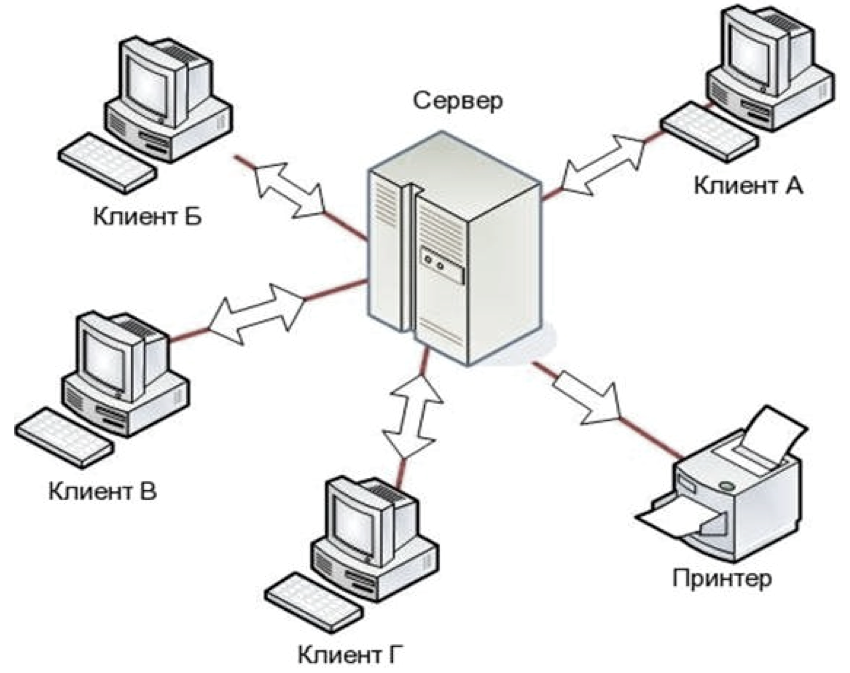 Сервер
Клиент А
Клиент Б
Клиент В
Принтер
Клиент Г